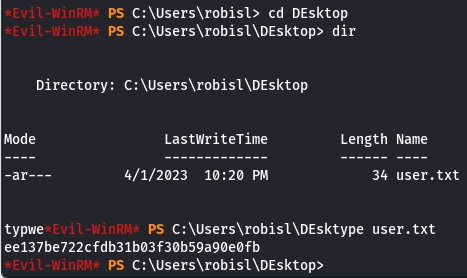 *Evil-WinRM* PS C:\Users\robisl> cd DEsktop
*Evil-WinRM* PS C:\Users\robisl\DEsktop> dir
Directory: C:\Users\robisl\DEsktop
Mode LastWriteTime Length Name
---- ------------- ------ ----
-ar--- 4/1/2023 10:20 PM 34 user.txt
typwe*Evil-WinRM* PS C:\Users\robisl\DEsktype user.txt
ee137be722cfdb31b03f30b59a90e0fb
*Evil-WinRM* PS C:\Users\robisl\DEsktop>